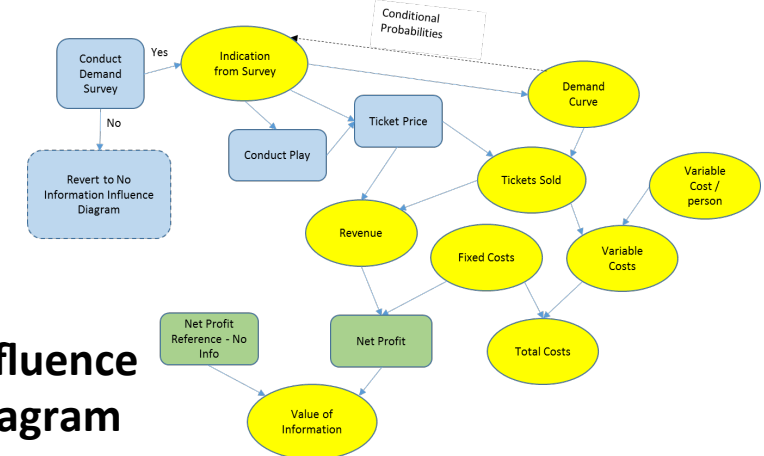 Conditional
Probabilities
Conduct
Demand
Survey
Yes
Indication
from Survey
Demand
Curve
No
Ticket Price
Conduct Play
Revert to No
Information Influence
Diagram
Tickets Sold
Variable
Cost /
person
Revenue
Fixed Costs
Variable
Costs
Net Profit
Reference - No
Info
Net Profit
Total Costs
fluence
agram
Value of
Information